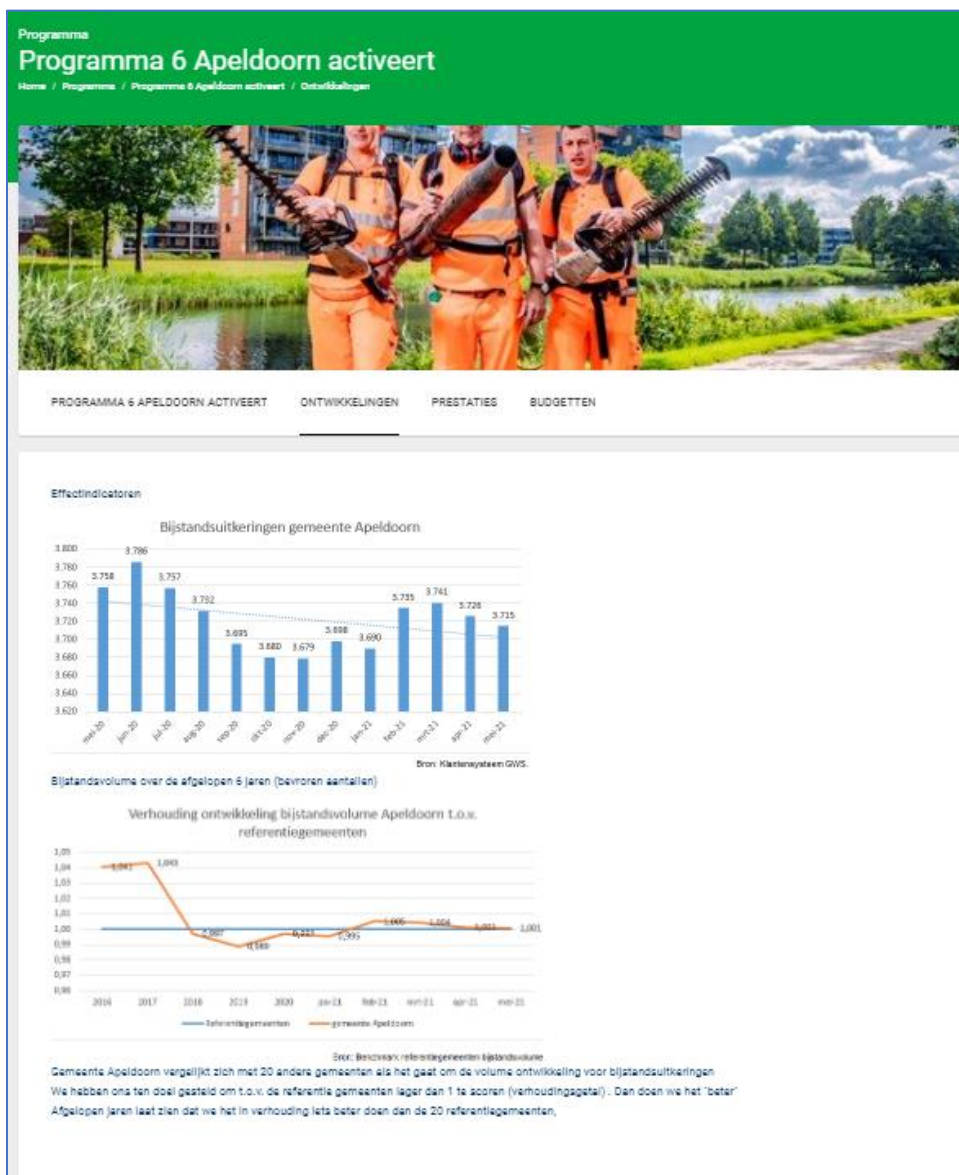 Programma
Programma 6 Apeldoorn activeert
Home / Programma / Programma 6 Apeldoorn activeert / Ontwikkelingen
PROGRAMMA 6 APELDOORN ACTIVEERT ONTWIKKELINGEN PRESTATIES BUDGETTEN
Effectindicatoren
Bijstandsuitkeringen gemeente Apeldoorn
3.800
3.780
3.760
3.740
3.720
3.700
3.680
3.660
3.640
3.620
3.758 3.786 3.757 3.732 3.695 3.680 3.679 3.698 3.690 3.735 3.741 3.726 3.715
mei-20 jun-20 jul-20 aug-20 sep-20 okt-20 nov-20 dec-20 jan-21 feb-21 mrt-21 apr-21 mei-21
Bron: Klantensysteem GWS.
Bijstandsvolume over de afgelopen 6 jaren (bevroren aantallen)
Verhouding ontwikkeling bijstandsvolume Apeldoorn t.o.v.
referentiegemeenten
1,05
1,04
1,03
1,02
1,01
1,00
0,99
0,98
0,97
0,96
1,041 1,043 0,997 0,995 1,005 1,004 1,001
2016 2017 2018 2019 2020 jan-21 feb-21 mrt-21 apr-21 mei-21
Referentiegemeenten gemeente Apeldoorn
Bron: Benchmark referentiegemeenten bijstandsvolume
Gemeente Apeldoorn vergelijkt zich met 20 andere gemeenten als het gaat om de volume ontwikkeling voor bijstandsuitkeringen
We hebben ons ten doel gesteld om t.o.v. de referentie gemeenten lager dan 1 te scoren (verhoudingsgetal) . Dan doen we het "beter"
Afgelopen jaren laat zien dat we het in verhouding iets beter doen dan de 20 referentiegemeenten,